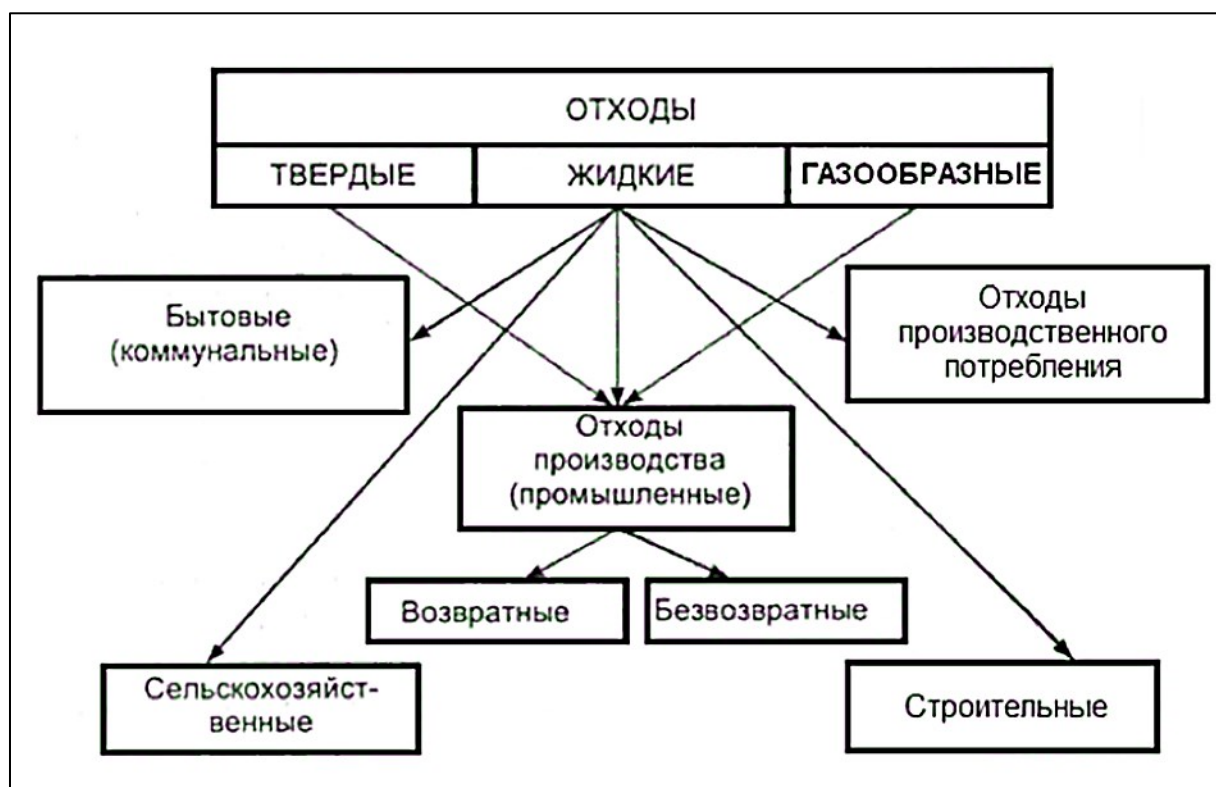 ОТХОДЫ
ТВЕРДЫЕ
ЖИДКИЕ
ГАЗООБРАЗНЫЕ
Бытовые
(коммунальные)
Отходы
производственного
потребления
Отходы
производства
(промышленные)
Возвратные
Безвозвратные
Сельскохозяйст-
венные
Строительные